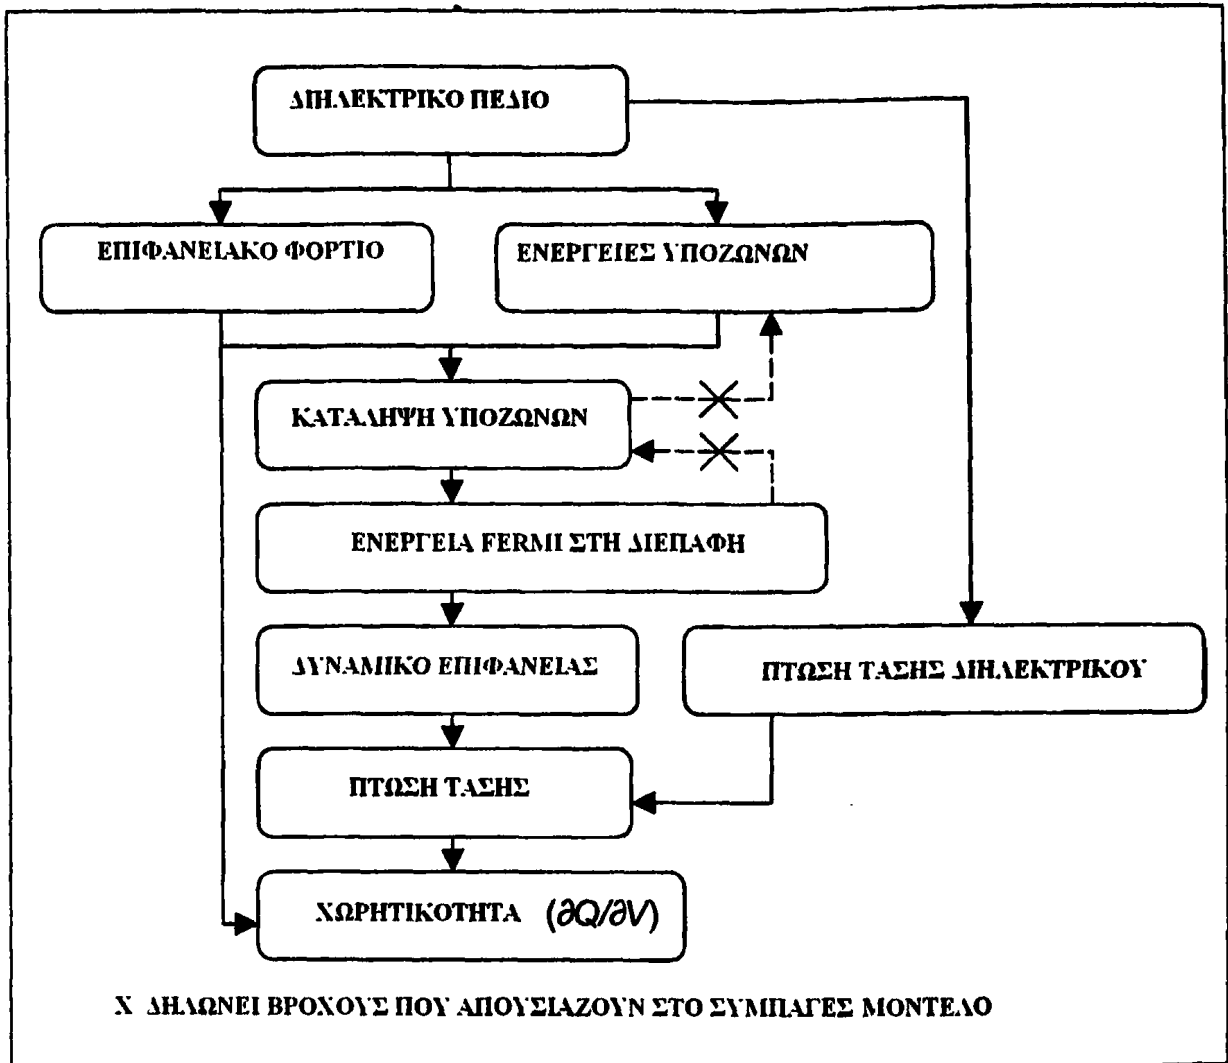 ΔΙΗΛΕΚΤΡΙΚΟ ΠΕΔΙΟ
ΕΠΙΦΑΝΕΙΑΚΟ ΦΟΡΤΙΟ
ΕΝΕΡΓΕΙΕΣ ΥΠΟΖΩΝΩΝ
ΚΑΤΑΛΗΨΗ ΥΠΟΖΩΝΩΝ
ΕΝΕΡΓΕΙΑ FERMI ΣΤΗ ΔΙΕΠΑΦΗ
ΔΥΝΑΜΙΚΟ ΕΠΙΦΑΝΕΙΑΣ
ΠΤΩΣΗ ΤΑΣΗΣ ΔΙΗΛΕΚΤΡΙΚΟΥ
ΠΤΩΣΗ ΤΑΣΗΣ
ΧΩΡΗΤΙΚΟΤΗΤΑ (∂Q/∂V)
Χ ΔΗΛΩΝΕΙ ΒΡΟΧΟΥΣ ΠΟΥ ΑΠΟΥΣΙΑΖΟΥΝ ΣΤΟ ΣΥΜΠΑΓΕΣ ΜΟΝΤΕΛΟ